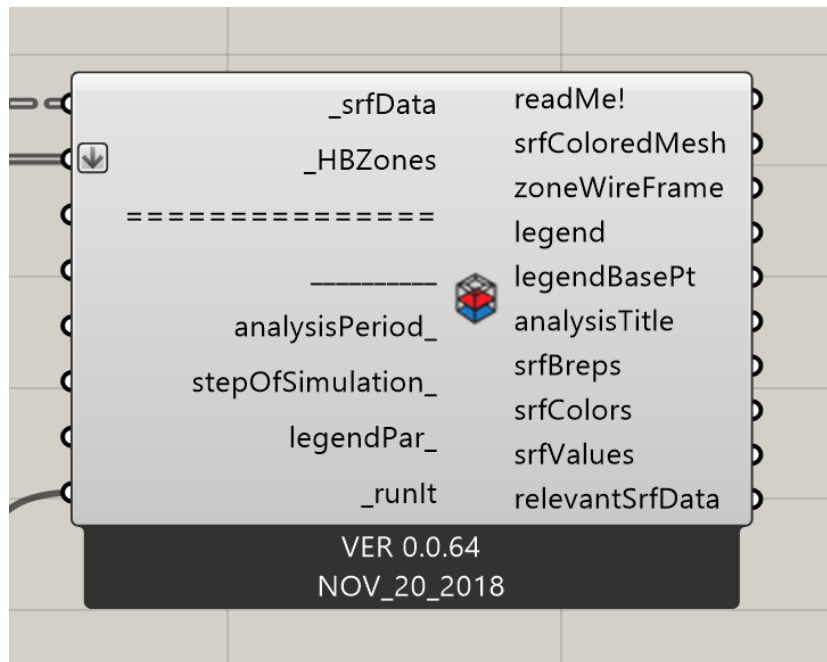 _srfData
_HBZones
===============
__________
analysisPeriod_
stepOfSimulation_
legendPar_
_runIt
readMe!
srfColoredMesh
zoneWireFrame
legend
legendBasePt
analysisTitle
srfBreps
srfColors
srfValues
relevantSrfData
VER 0.0.64
NOV_20_2018